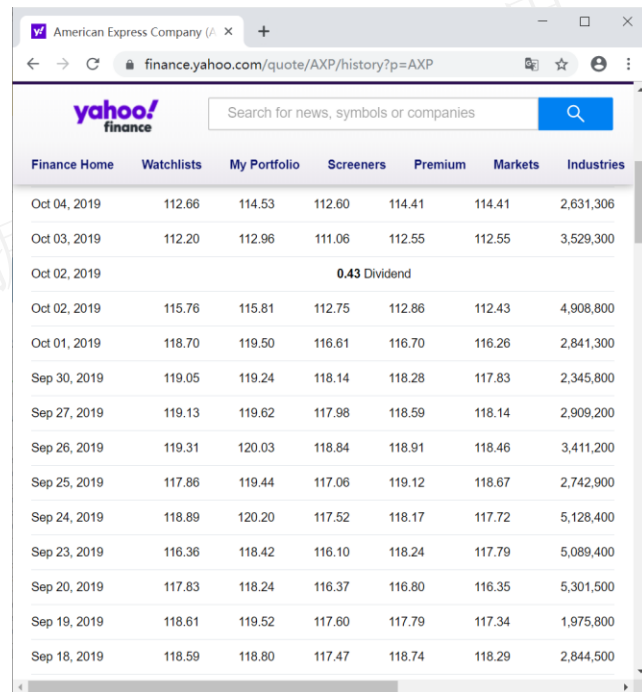 American Express Company (A
finance.yahoo.com/quote/AXP/history?p=AXP
yahoo!
finance
Search for news, symbols or companies
Finance Home Watchlists My Portfolio Screeners Premium Markets Industries
Oct 04, 2019 112.66 114.53 112.60 114.41 114.41 2,631,306
Oct 03, 2019 112.20 112.96 111.06 112.55 112.55 3,529,300
Oct 02, 2019 0.43 Dividend
Oct 02, 2019 115.76 115.81 112.75 112.86 112.43 4,908,800
Oct 01, 2019 118.70 119.50 116.61 116.70 116.26 2,841,300
Sep 30, 2019 119.05 119.24 118.14 118.28 117.83 2,345,800
Sep 27, 2019 119.13 119.62 117.98 118.59 118.14 2,909,200
Sep 26, 2019 119.31 120.03 118.84 118.91 118.46 3,411,200
Sep 25, 2019 117.86 119.44 117.06 119.12 118.67 2,742,900
Sep 24, 2019 118.89 120.20 117.52 118.17 117.72 5,128,400
Sep 23, 2019 116.36 118.42 116.10 118.24 117.79 5,089,400
Sep 20, 2019 117.83 118.24 116.37 116.80 116.35 5,301,500
Sep 19, 2019 118.61 119.52 117.60 117.79 117.34 1,975,800
Sep 18, 2019 118.59 118.80 117.47 118.74 118.29 2,844,500